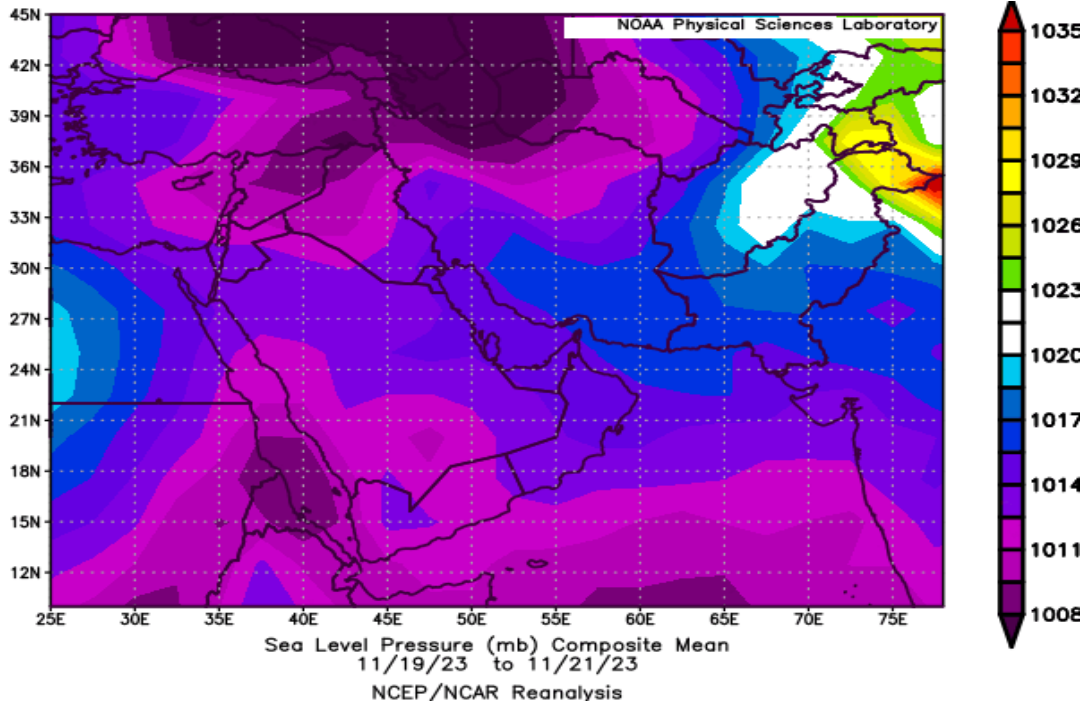 NOAA Physical Sciences Laboratory
45N
42N
39N
36N
33N
30N
27N
24N
21N
18N
15N
12N
25E 30E 35E 40E 45E 50E 55E 60E 65E 70E 75E
1035
1032
1029
1026
1023
1020
1017
1014
1011
1008
Sea Level Pressure (mb) Composite Mean
11/19/23 to 11/21/23
NCEP/NCAR Reanalysis